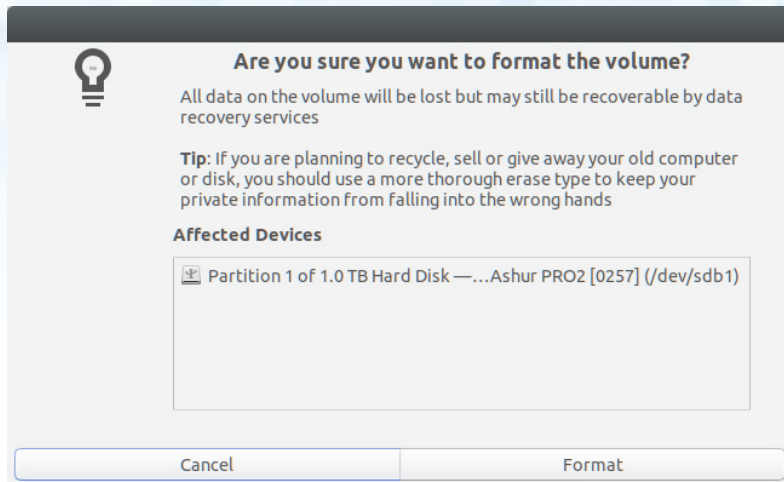 Are you sure you want to format the volume?
All data on the volume will be lost but may still be recoverable by data
recovery services
Tip: If you are planning to recycle, sell or give away your old computer
or disk, you should use a more thorough erase type to keep your
private information from falling into the wrong hands
Affected Devices
Partition 1 of 1.0 TB Hard Disk —…Ashur PRO2 [0257] (/dev/sdb1)
Cancel
Format